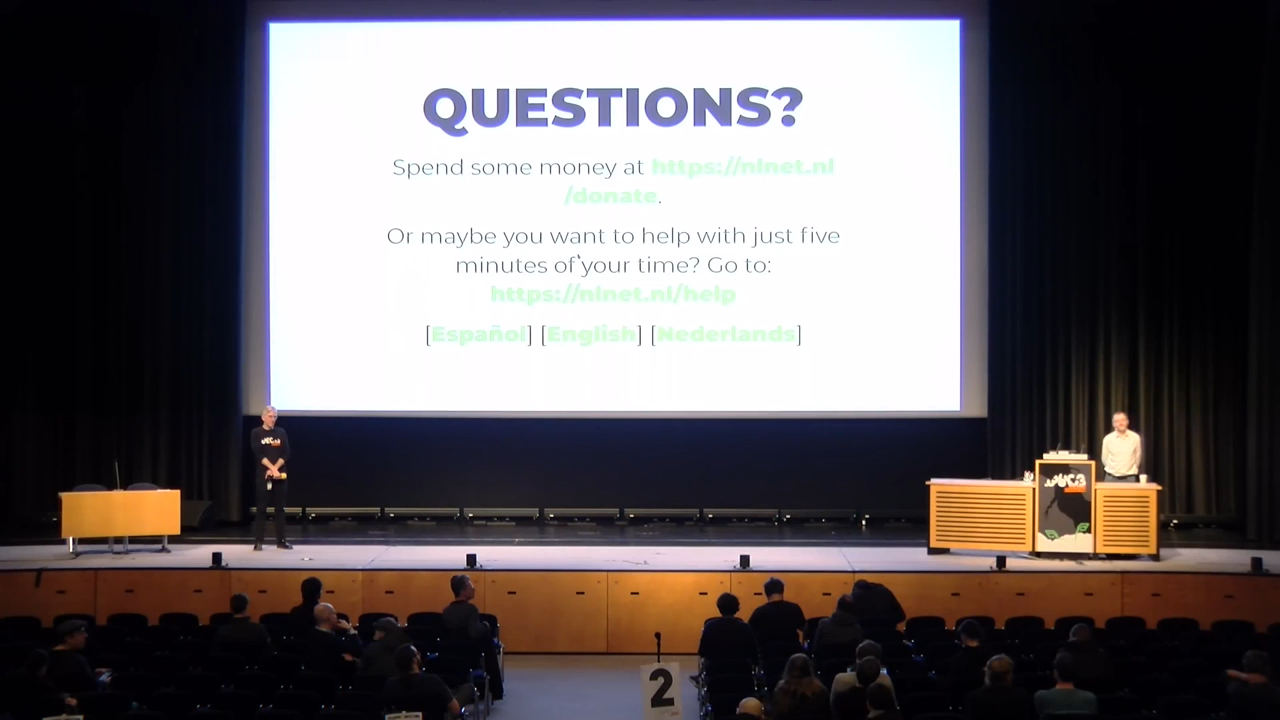 QUESTIONS?
Spend some money at https://nlnet.nl
/donate.
Or maybe you want to help with just five
minutes of your time? Go to:
https://nlnet.nl/help
[Español] [English] [Nederlands]
2